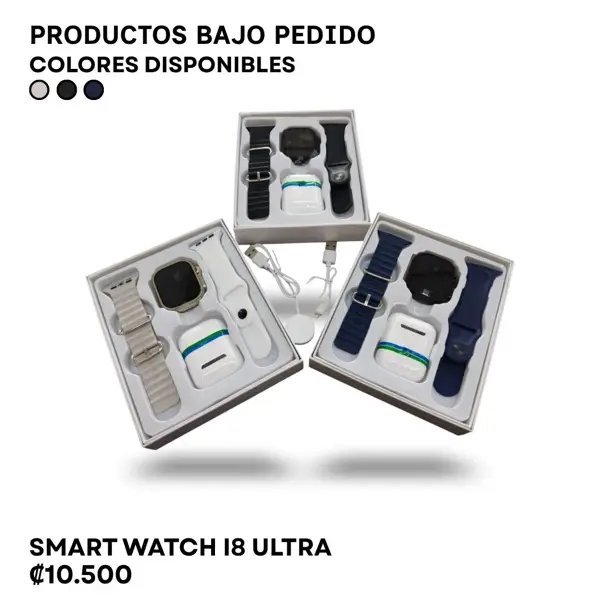 PRODUCTOS BAJO PEDIDO
COLORES DISPONIBLES
SMART WATCH I8 ULTRA
₡10.500